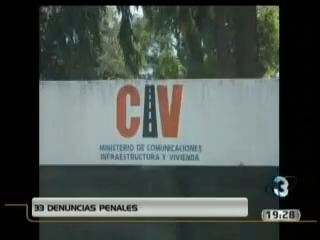 CIV
MINISTERIO DE COMUNICACIONES
INFRAESTRUCTURA Y VIVIENDA
3
33 DENUNCIAS PENALES
19:28